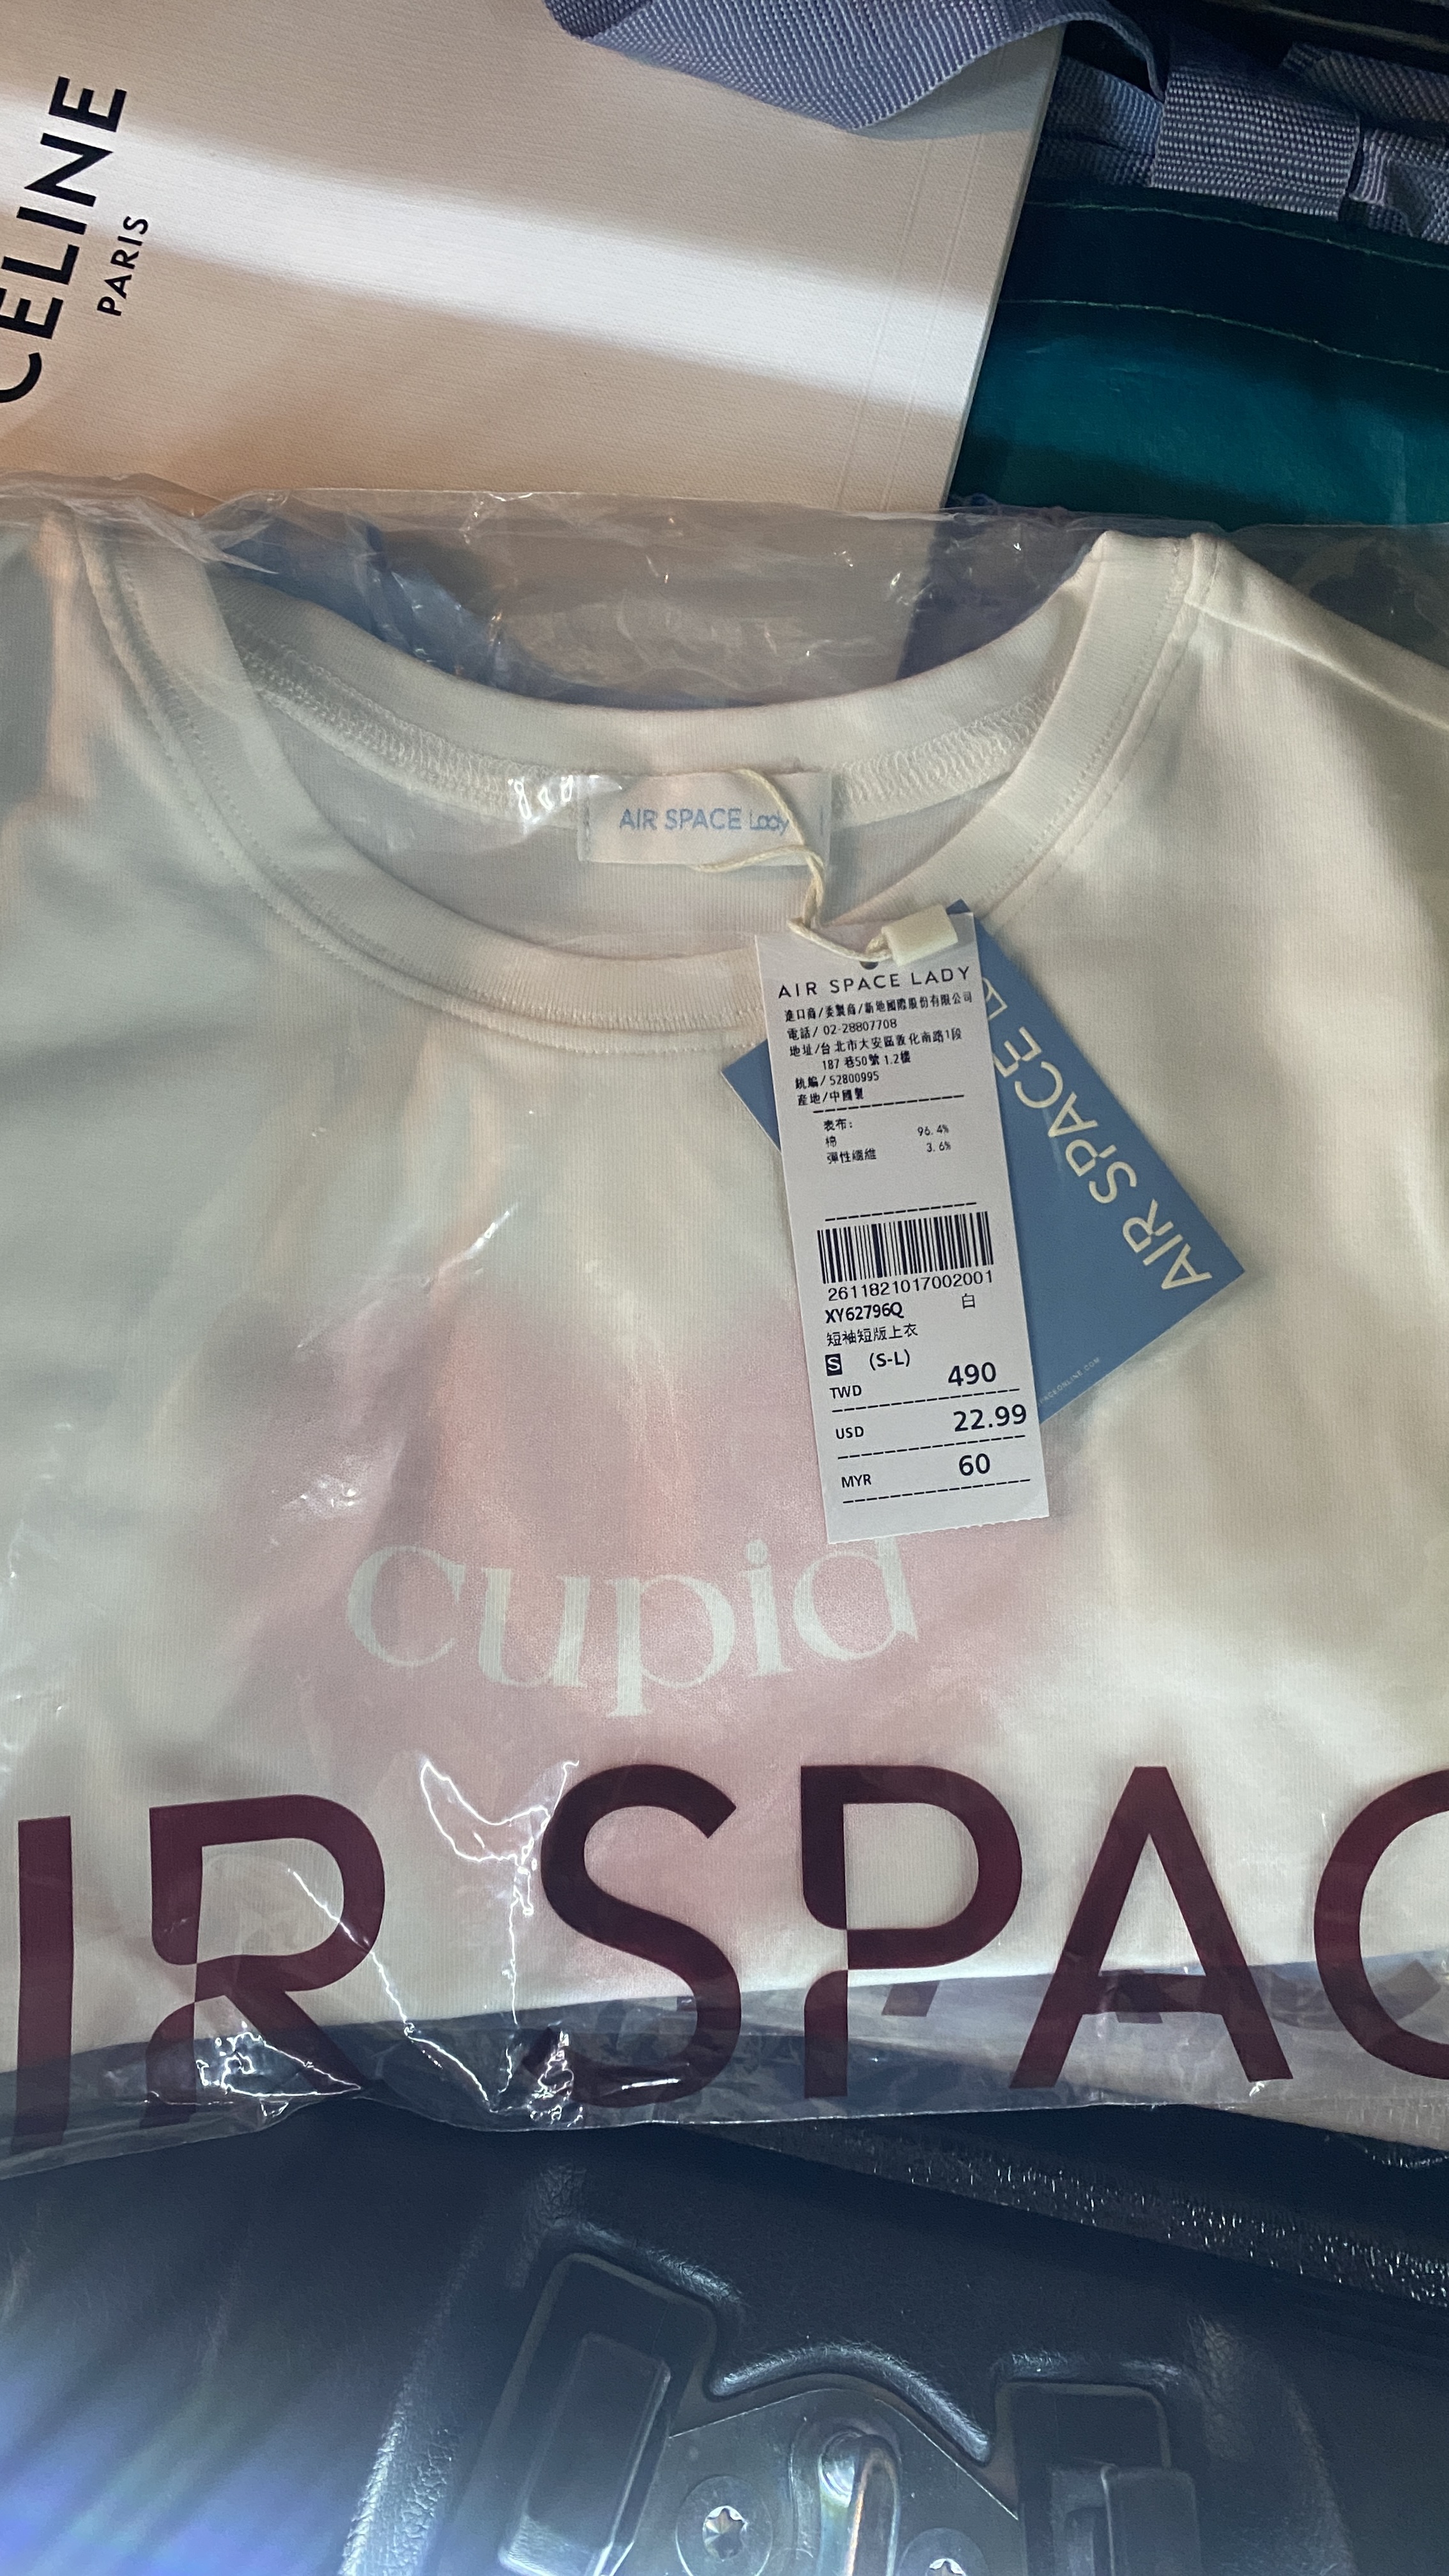 CELINE
PARIS
AIR SPACE Lady
AIR SPACE LADY
進口商/委製商/新地國際股份有限公司
電話/ 02-28807708
地址/台北市大安區敦化南路1段
187 巷50號 1.2樓
統編/ 52800995
產地/中國製
表布:
棉 96.4%
彈性纖維 3.6%
2611821017002001
XY62796Q 白
短袖短版上衣
S (S-L)
TWD 490
USD 22.99
MYR 60
AIR SPACE L
cupid
IR SPAC